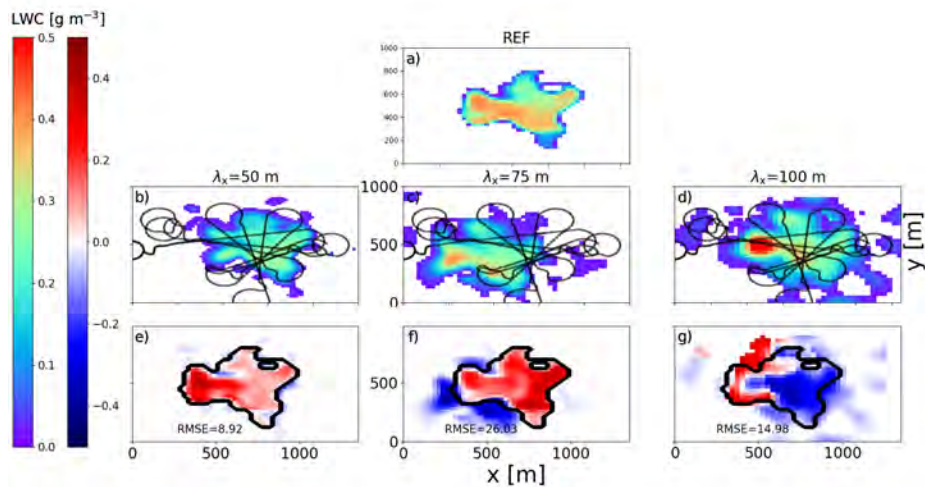 LWC [g m⁻³]
0.5
0.4
0.3
0.2
0.1
0.0
0.4
0.2
0.0
−0.2
−0.4
REF
a)
1000
800
600
400
200
0
λx=50 m
b)
λx=75 m
1000
500
0
λx=100 m
d)
y [m]
e)
RMSE=8.92
0
500
1000
f)
RMSE=26.03
500
0
0
500
1000
g)
RMSE=14.98
0
500
1000
x [m]